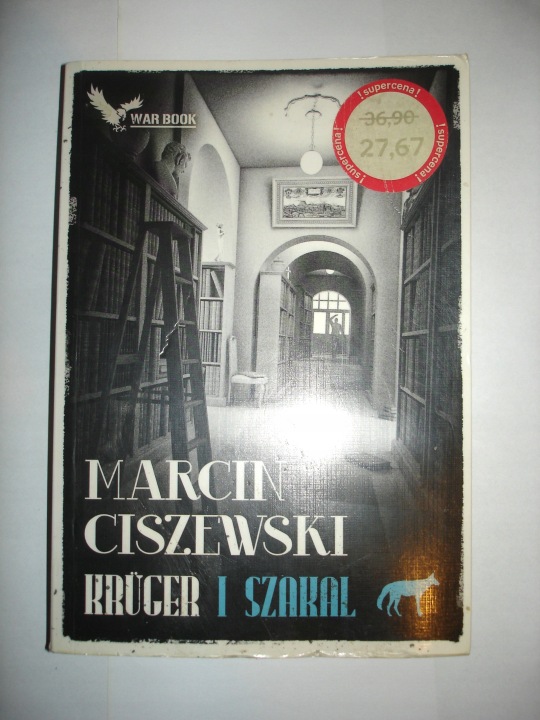 WAR BOOK
!supercena!
!supercena!
!supercena!
36,90
27,67
MARCIN
CISZEWSKI
KRÜGER I SZAKAL